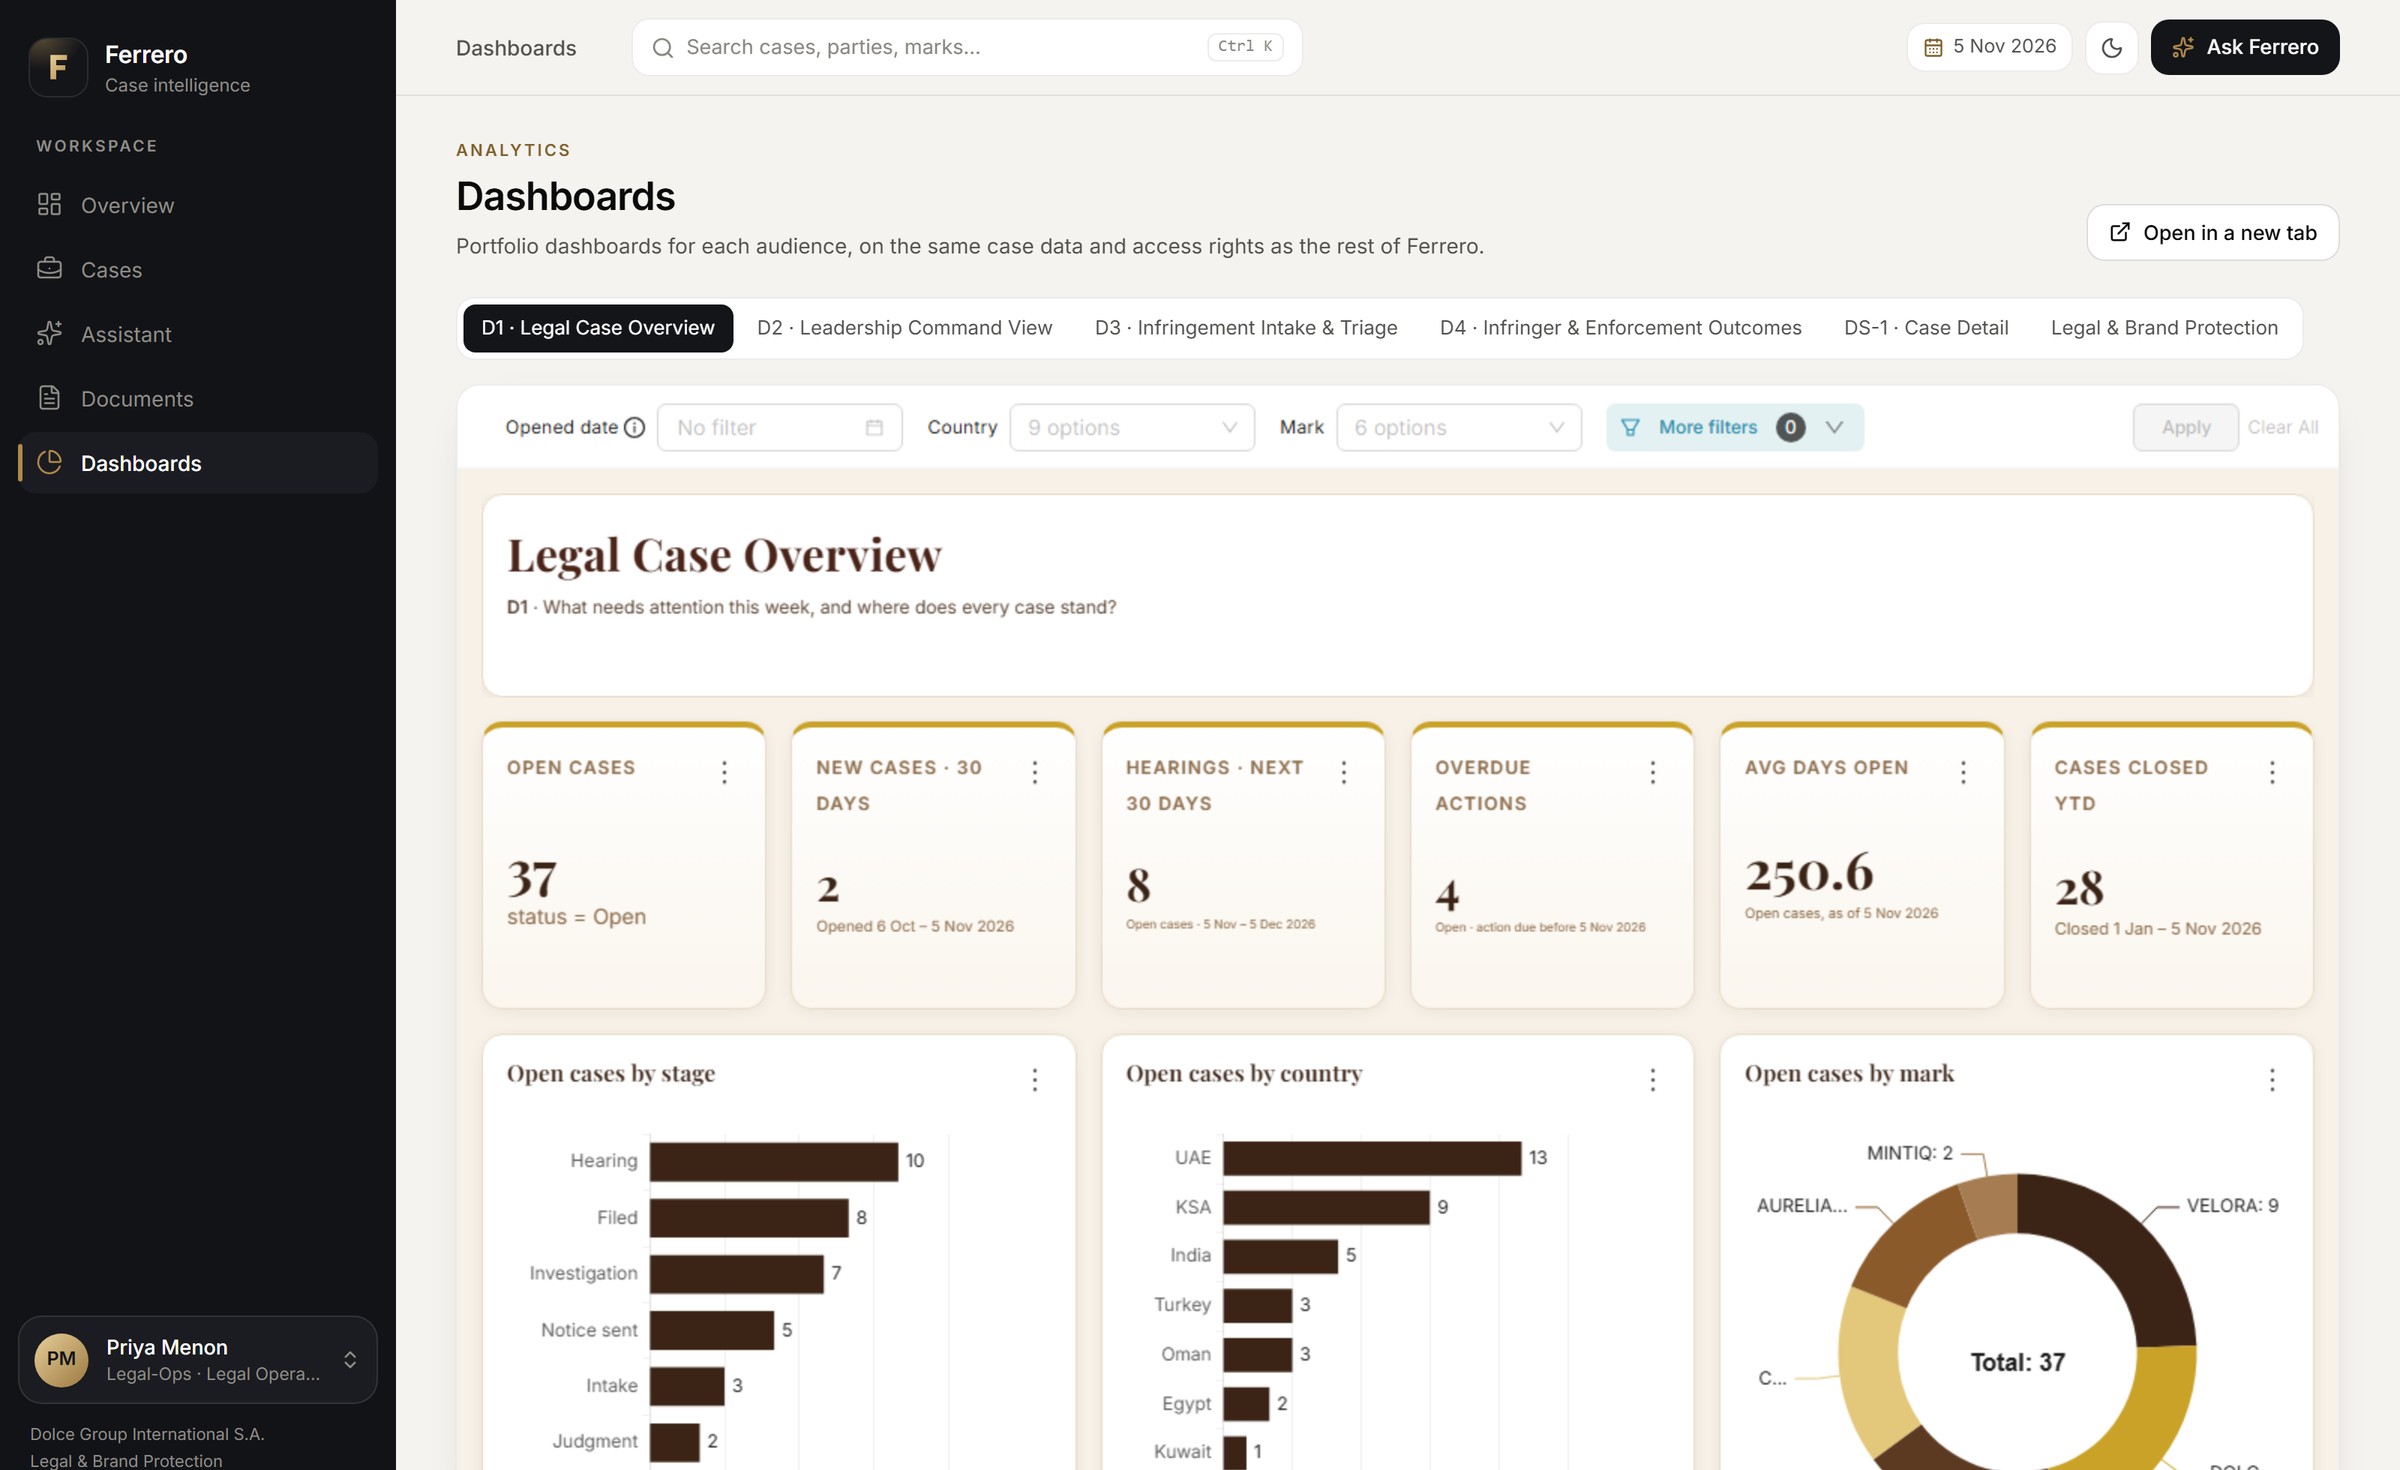 F
Ferrero
Case intelligence
WORKSPACE
Overview
Cases
Assistant
Documents
Dashboards
PM
Priya Menon
Legal-Ops · Legal Opera...
Dolce Group International S.A.
Legal & Brand Protection
Dashboards
Search cases, parties, marks...
Ctrl K
5 Nov 2026
Ask Ferrero
ANALYTICS
Dashboards
Portfolio dashboards for each audience, on the same case data and access rights as the rest of Ferrero.
Open in a new tab
D1 · Legal Case Overview
D2 · Leadership Command View
D3 · Infringement Intake & Triage
D4 · Infringer & Enforcement Outcomes
DS-1 · Case Detail
Legal & Brand Protection
Opened date
No filter
Country
9 options
Mark
6 options
More filters
0
Apply
Clear All
Legal Case Overview
D1 · What needs attention this week, and where does every case stand?
OPEN CASES
37
status = Open
NEW CASES · 30
DAYS
2
Opened 6 Oct – 5 Nov 2026
HEARINGS · NEXT
30 DAYS
8
Open cases · 5 Nov – 5 Dec 2026
OVERDUE
ACTIONS
4
Open · action due before 5 Nov 2026
AVG DAYS OPEN
250.6
Open cases, as of 5 Nov 2026
CASES CLOSED
YTD
28
Closed 1 Jan – 5 Nov 2026
Open cases by stage
Hearing 10
Filed 8
Investigation 7
Notice sent 5
Intake 3
Judgment 2
Open cases by country
UAE 13
KSA 9
India 5
Turkey 3
Oman 3
Egypt 2
Kuwait 1
Open cases by mark
MINTIQ: 2
AURELIA...
VELORA: 9
C...
Total: 37